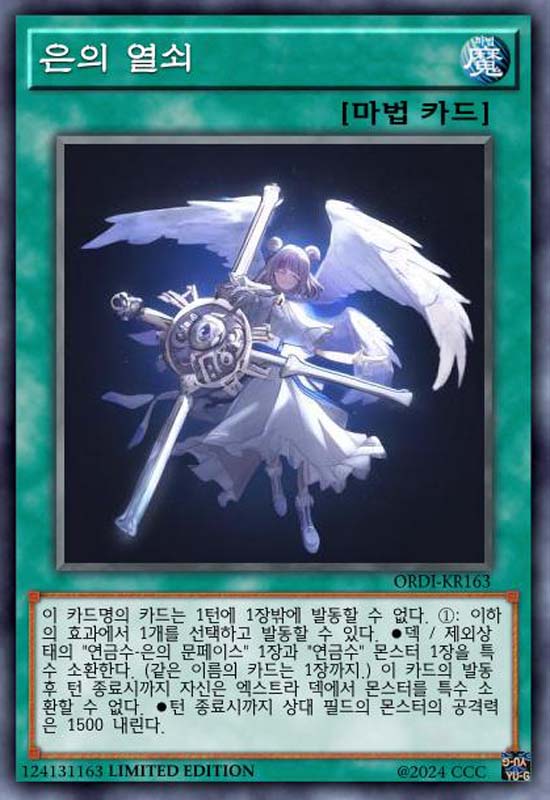 은의 열쇠
마법
魔
[마법 카드]
ORDI-KR163
이 카드명의 카드는 1턴에 1장밖에 발동할 수 없다. ①: 이하
의 효과에서 1개를 선택하고 발동할 수 있다. ●덱 / 제외상
태의 "연금수-은의 문페이스" 1장과 "연금수" 몬스터 1장을 특
수 소환한다. (같은 이름의 카드는 1장까지.) 이 카드의 발동
후 턴 종료시까지 자신은 엑스트라 덱에서 몬스터를 특수 소
환할 수 없다. ●턴 종료시까지 상대 필드의 몬스터의 공격력
은 1500 내린다.
124131163 LIMITED EDITION
@2024 CCC
YU-G